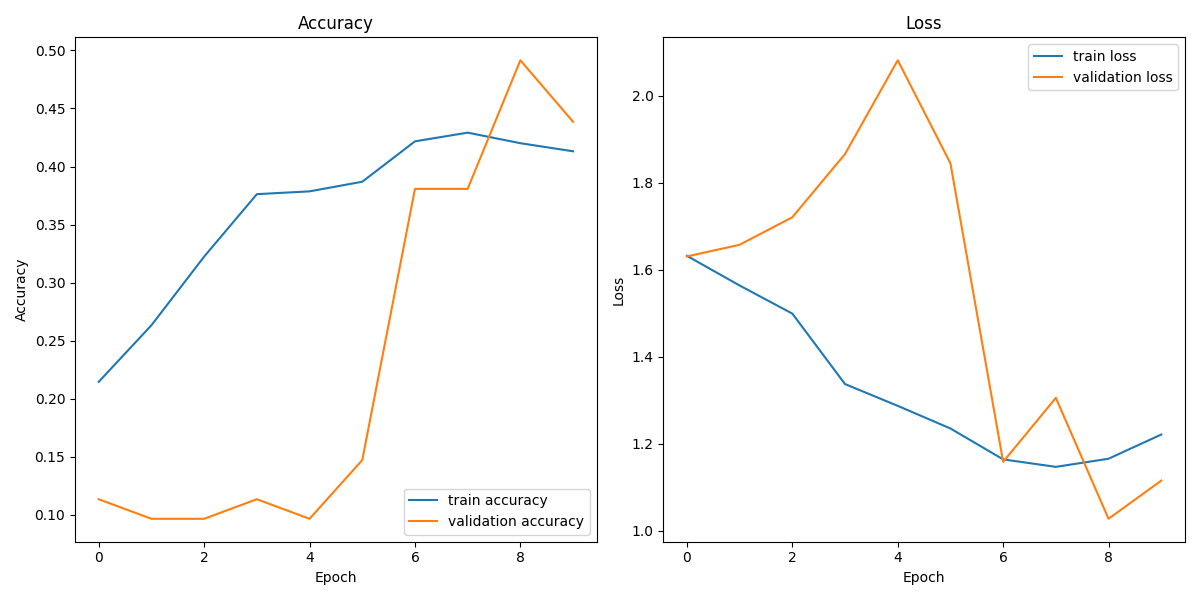 Accuracy
0.50
0.45
0.40
0.35
0.30
0.25
0.20
0.15
0.10
Accuracy
0 2 4 6 8
Epoch
train accuracy
validation accuracy
Loss
2.0
1.8
1.6
1.4
1.2
1.0
Loss
0 2 4 6 8
Epoch
train loss
validation loss